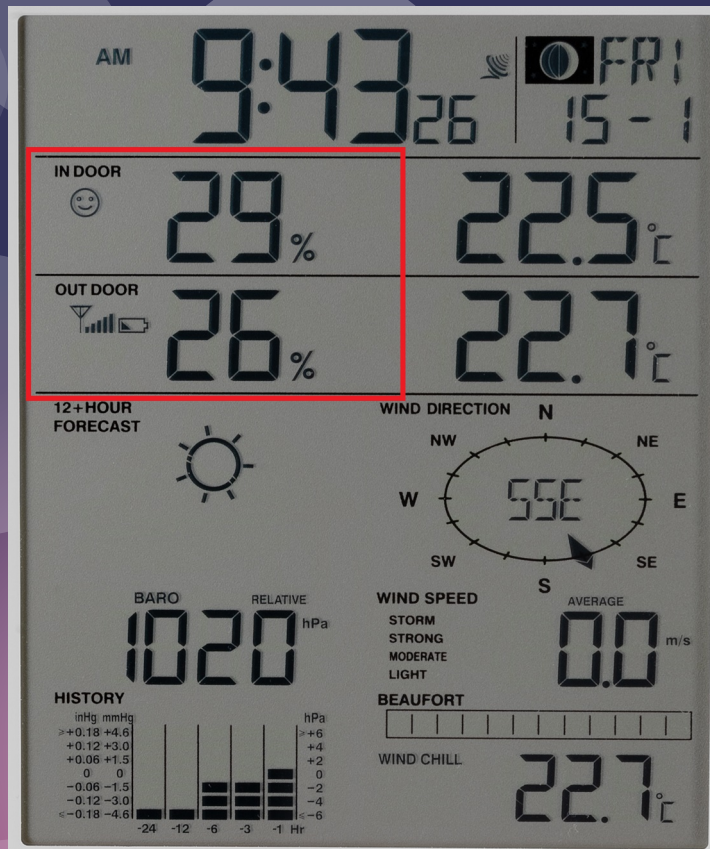 AM 9:43 26 FRI
15-1
IN DOOR
29% 22.5°C
OUT DOOR
26% 22.7°C
12+HOUR
FORECAST
WIND DIRECTION
N
NW NE
W SSE E
SW SE
S
BARO RELATIVE
1020 hPa
WIND SPEED AVERAGE
STORM
STRONG
MODERATE
LIGHT
0.0 m/s
HISTORY
inHg mmHg hPa
≥+0.18 +4.6 ≥+6
+0.12 +3.0 +4
+0.06 +1.5 +2
0 0 0
-0.06 -1.5 -2
-0.12 -3.0 -4
≤-0.18 -4.6 ≤-6
-24 -12 -6 -3 -1 Hr
BEAUFORT
WIND CHILL
22.7°C